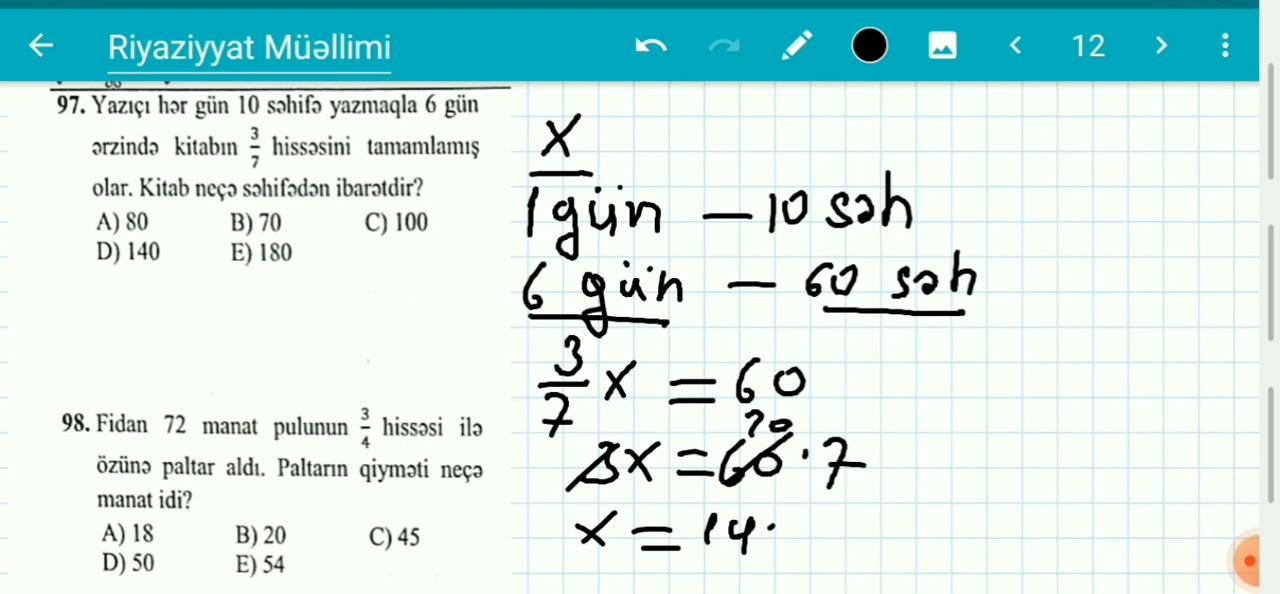 Riyaziyyat Müəllimi
12
97. Yazıçı hər gün 10 səhifə yazmaqla 6 gün
ərzində kitabın 3/7 hissəsini tamamlamış
olar. Kitab neçə səhifədən ibarətdir?
A) 80 B) 70 C) 100
D) 140 E) 180
98. Fidan 72 manat pulunun 3/4 hissəsi ilə
özünə paltar aldı. Paltarın qiyməti neçə
manat idi?
A) 18 B) 20 C) 45
D) 50 E) 54
x
1 gün — 10 səh
6 gün — 60 səh
3/7 x = 60
20
3x = 60 · 7
x = 14